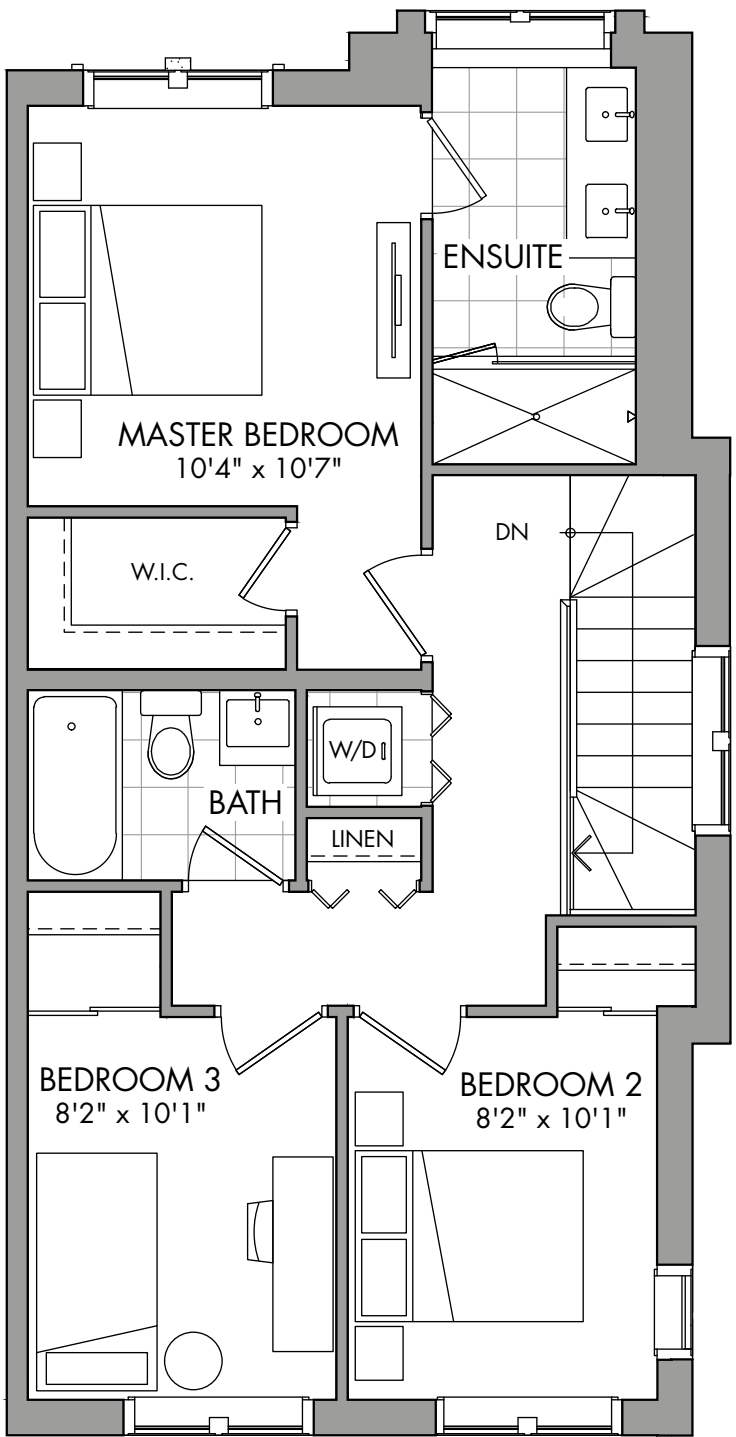 ENSUITE
MASTER BEDROOM
10'4" x 10'7"
DN
W.I.C.
W/D
BATH
LINEN
BEDROOM 3
8'2" x 10'1"
BEDROOM 2
8'2" x 10'1"